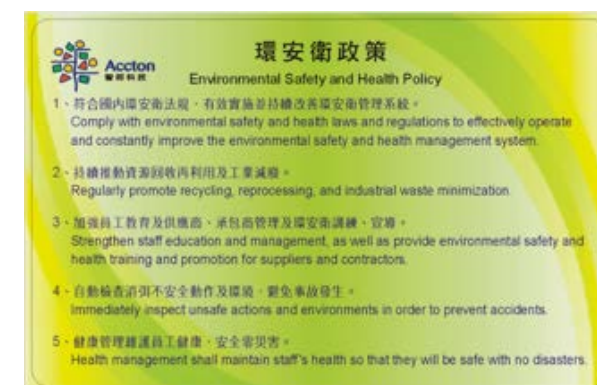 Accton
智邦科技
環安衛政策
Environmental Safety and Health Policy
1、符合國內環安衛法規,有效實施並持續改善環安衛管理系統。
Comply with environmental safety and health laws and regulations to effectively operate
and constantly improve the environmental safety and health management system.
2、持續推動資源回收再利用及工業減廢。
Regularly promote recycling, reprocessing, and industrial waste minimization.
3、加強員工教育及供應商、承包商管理及環安衛訓練、宣導。
Strengthen staff education and management, as well as provide environmental safety and
health training and promotion for suppliers and contractors.
4、自動檢查消弭不安全動作及環境,避免事故發生。
Immediately inspect unsafe actions and environments in order to prevent accidents.
5、健康管理維護員工健康、安全零災害。
Health management shall maintain staff's health so that they will be safe with no disasters.